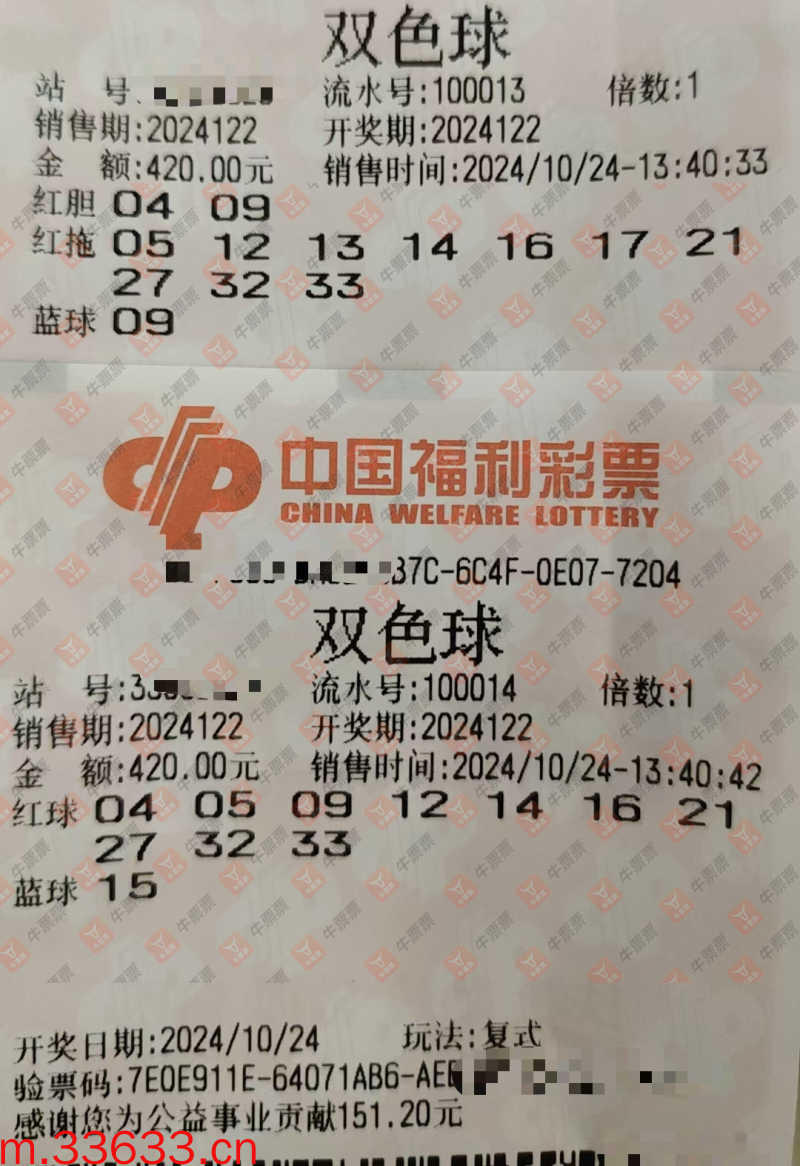 双色球
站 号: 流水号:100013 倍数:1
销售期:2024122 开奖期:2024122
金 额:420.00元 销售时间:2024/10/24-13:40:33
红胆 04 09
红拖 05 12 13 14 16 17 21
27 32 33
蓝球 09
中国福利彩票
CHINA WELFARE LOTTERY
B7C-6C4F-0E07-7204
双色球
站 号:3 流水号:100014 倍数:1
销售期:2024122 开奖期:2024122
金 额:420.00元 销售时间:2024/10/24-13:40:42
红球 04 05 09 12 14 16 21
27 32 33
蓝球 15
开奖日期:2024/10/24 玩法:复式
验票码:7E0E911E-64071AB6-AE
感谢您为公益事业贡献151.20元
m.33633.cn
牛票票